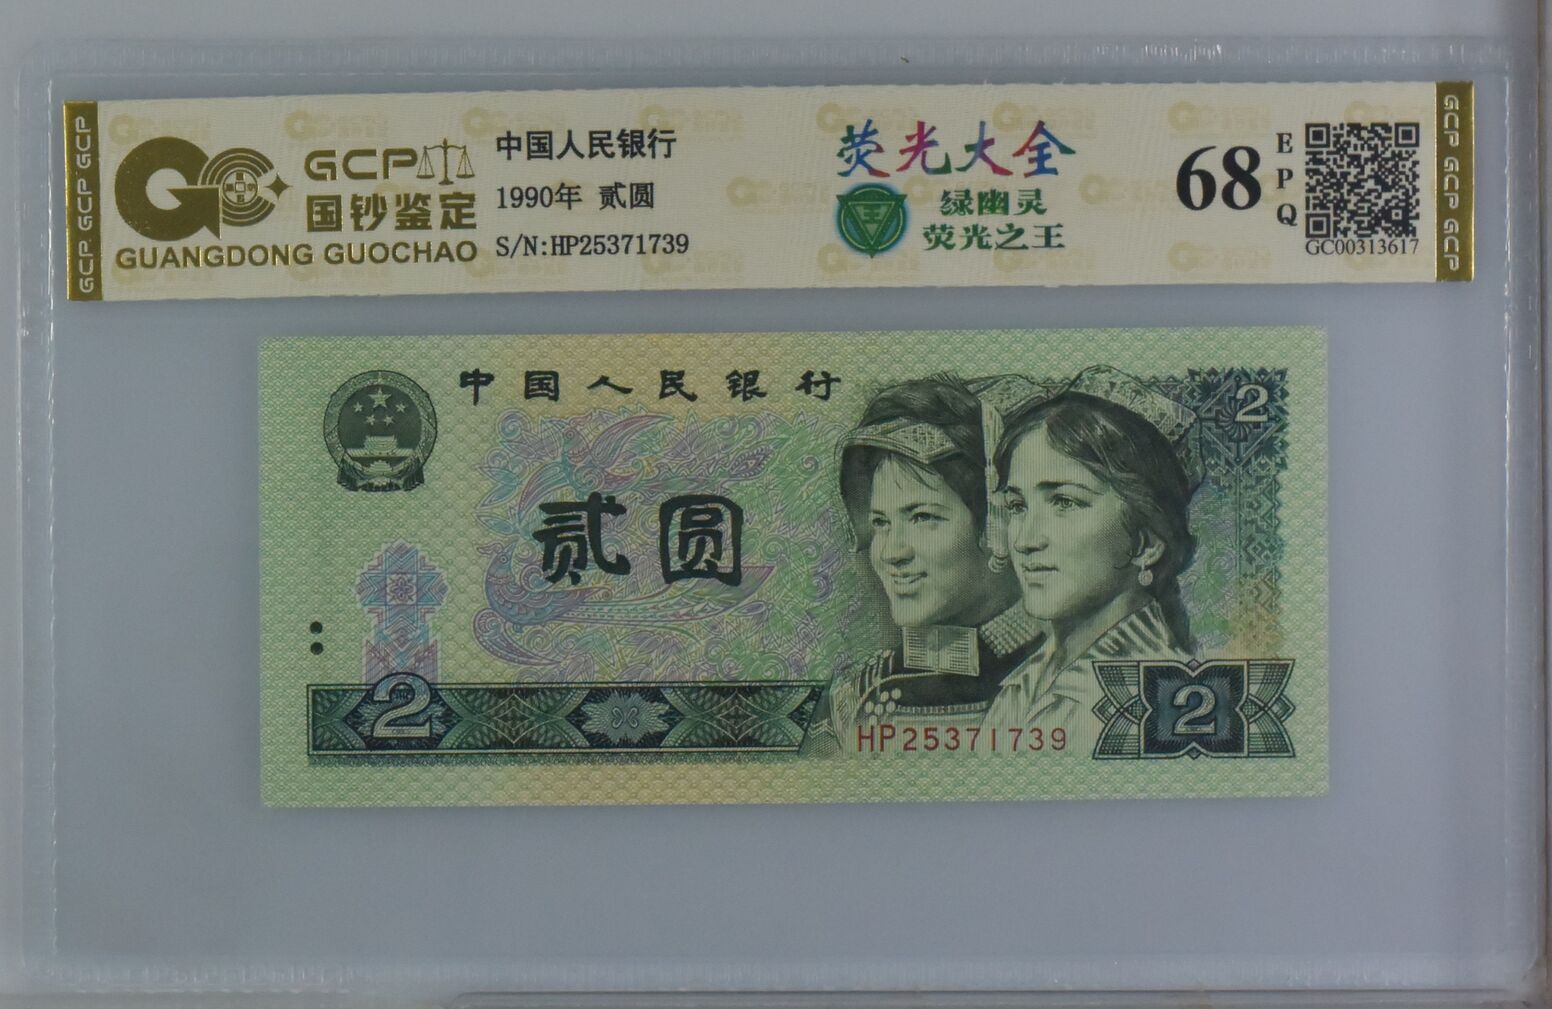 GCP GCP GCP
GCP
国钞鉴定
GUANGDONG GUOCHAO
中国人民银行
1990年 贰圆
S/N:HP25371739
荧光大全
王
绿幽灵
荧光之王
68
EPQ
GC00313617
GCP GCP GCP
中国人民银行
2
贰圆
2
HP25371739
2